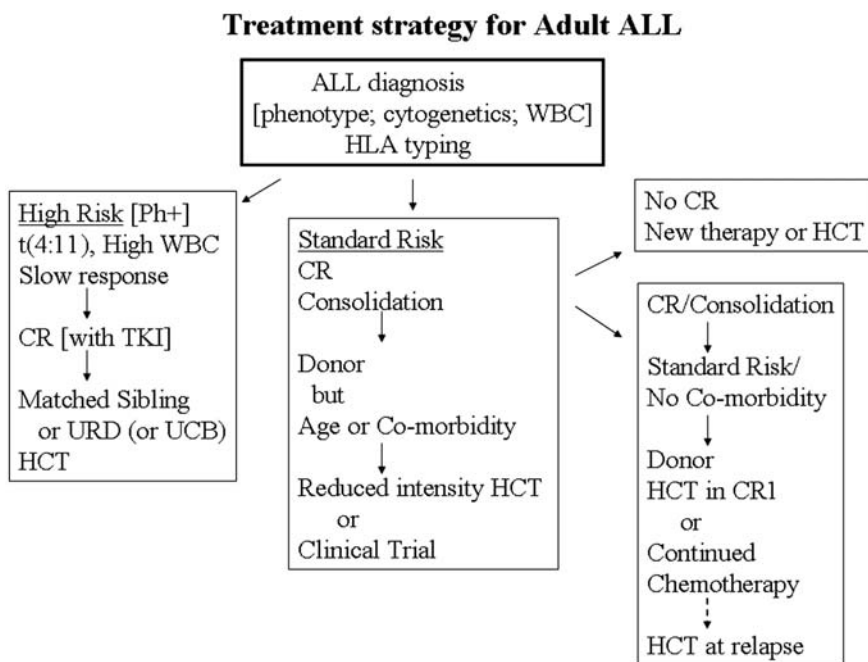 Treatment strategy for Adult ALL
ALL diagnosis
[phenotype; cytogenetics; WBC]
HLA typing
High Risk [Ph+]
t(4:11), High WBC
Slow response
CR [with TKI]
Matched Sibling
or URD (or UCB)
HCT
Standard Risk
CR
Consolidation
Donor
but
Age or Co-morbidity
Reduced intensity HCT
or
Clinical Trial
No CR
New therapy or HCT
CR/Consolidation
Standard Risk/
No Co-morbidity
Donor
HCT in CR1
or
Continued
Chemotherapy
HCT at relapse